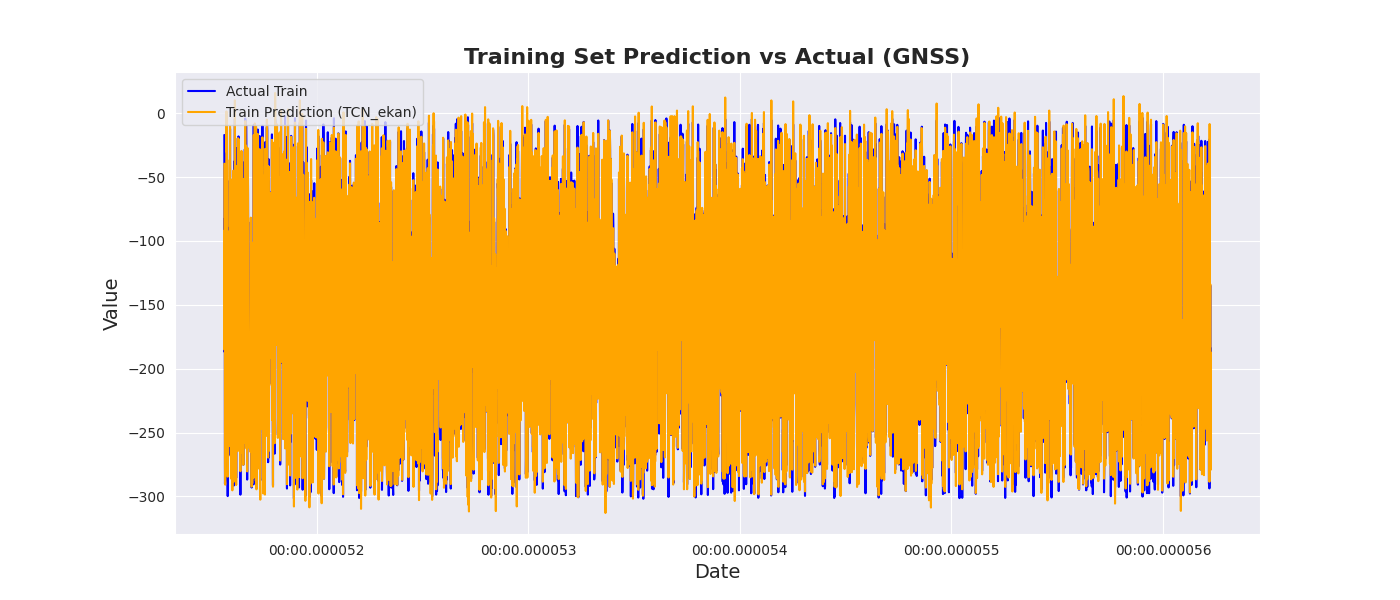 Training Set Prediction vs Actual (GNSS)
Actual Train
Train Prediction (TCN_ekan)
Value
0
−50
−100
−150
−200
−250
−300
00:00.000052
00:00.000053
00:00.000054
00:00.000055
00:00.000056
Date